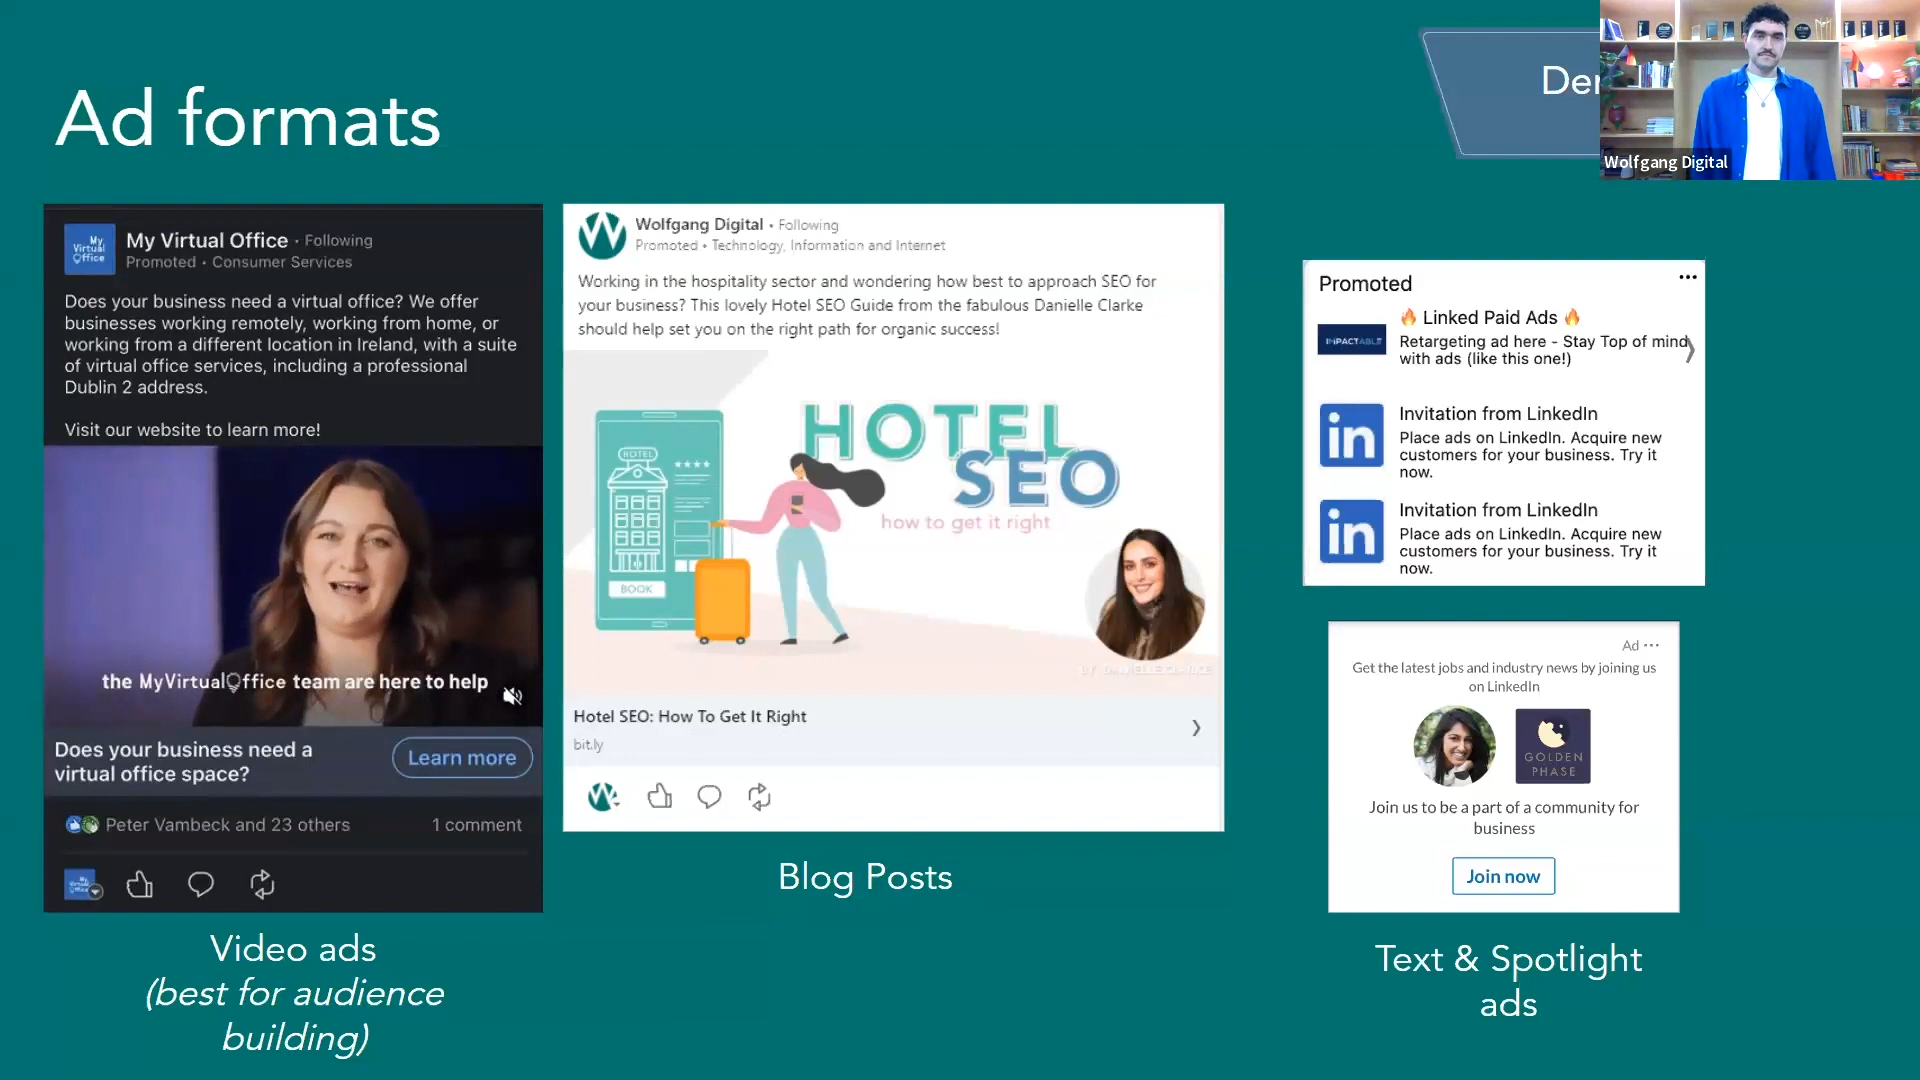 Ad formats
Der
Wolfgang Digital
My Virtual Office
My Virtual Office • Following
Promoted • Consumer Services
Does your business need a virtual office? We offer
businesses working remotely, working from home, or
working from a different location in Ireland, with a suite
of virtual office services, including a professional
Dublin 2 address.
Visit our website to learn more!
the MyVirtualOffice team are here to help
Does your business need a
virtual office space?
Learn more
Peter Vambeck and 23 others
1 comment
Video ads
(best for audience
building)
Wolfgang Digital • Following
Promoted • Technology, Information and Internet
Working in the hospitality sector and wondering how best to approach SEO for
your business? This lovely Hotel SEO Guide from the fabulous Danielle Clarke
should help set you on the right path for organic success!
HOTEL
BOOK
HOTEL
SEO
how to get it right
BY DANIELLE CLARKE
Hotel SEO: How To Get It Right
bit.ly
Blog Posts
Promoted
IMPACTABLE
🔥 Linked Paid Ads 🔥
Retargeting ad here - Stay Top of mind
with ads (like this one!)
in
Invitation from LinkedIn
Place ads on LinkedIn. Acquire new
customers for your business. Try it
now.
in
Invitation from LinkedIn
Place ads on LinkedIn. Acquire new
customers for your business. Try it
now.
Ad
Get the latest jobs and industry news by joining us
on LinkedIn
GOLDEN
PHASE
Join us to be a part of a community for
business
Join now
Text & Spotlight
ads